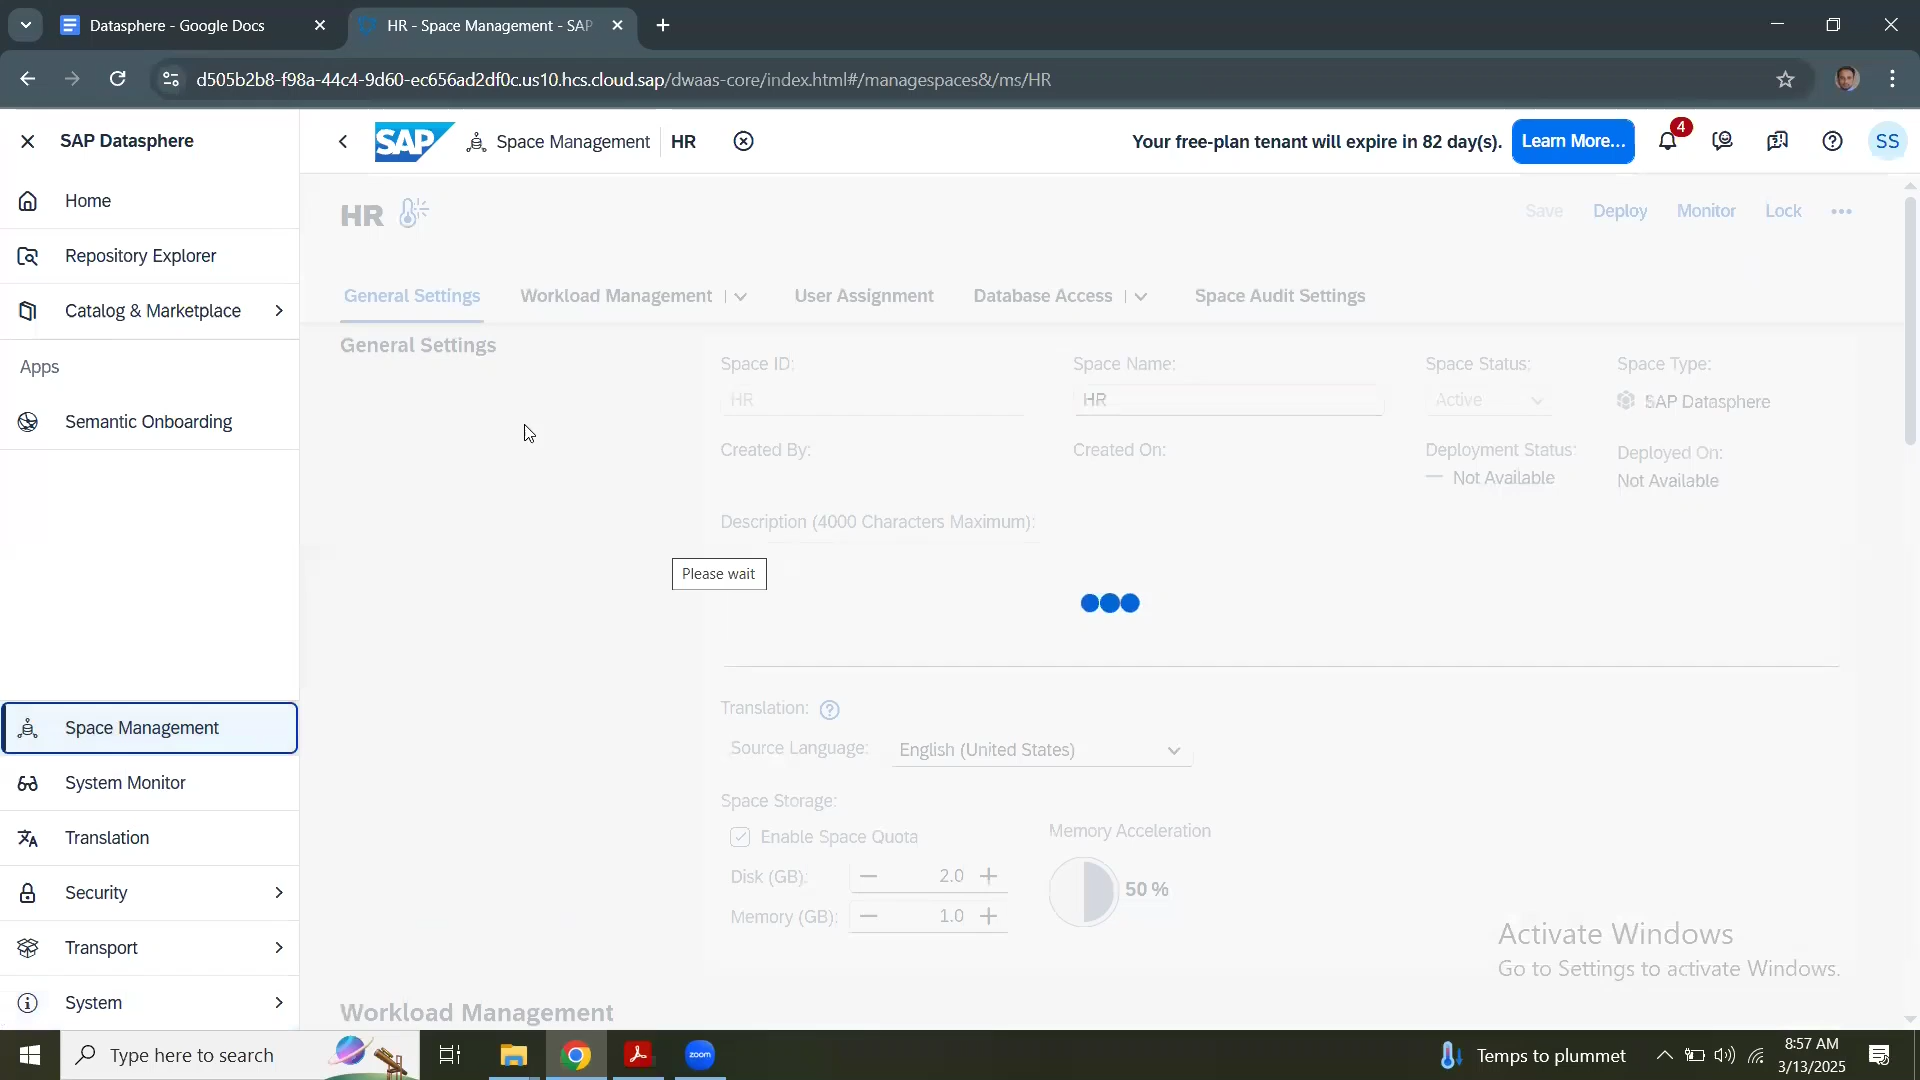 Datasphere - Google Docs
HR - Space Management - SAP
d505b2b8-f98a-44c4-9d60-ec656ad2df0c.us10.hcs.cloud.sap/dwaas-core/index.html#/managespaces&/ms/HR
SAP Datasphere
Home
Repository Explorer
Catalog & Marketplace
Apps
Semantic Onboarding
Space Management
System Monitor
Translation
Security
Transport
System
SAP Space Management HR
Your free-plan tenant will expire in 82 day(s). Learn More... 4 SS
HR
Save Deploy Monitor Lock
General Settings Workload Management User Assignment Database Access Space Audit Settings
General Settings
Space ID: Space Name: Space Status: Space Type:
HR HR Active SAP Datasphere
Created By: Created On: Deployment Status: Deployed On:
Not Available Not Available
Description (4000 Characters Maximum):
Please wait
Translation:
Source Language: English (United States)
Space Storage:
Enable Space Quota Memory Acceleration
Disk (GB): 2.0
50 %
Memory (GB): 1.0
Activate Windows
Go to Settings to activate Windows.
Workload Management
Type here to search
zoom
Temps to plummet
8:57 AM
3/13/2025